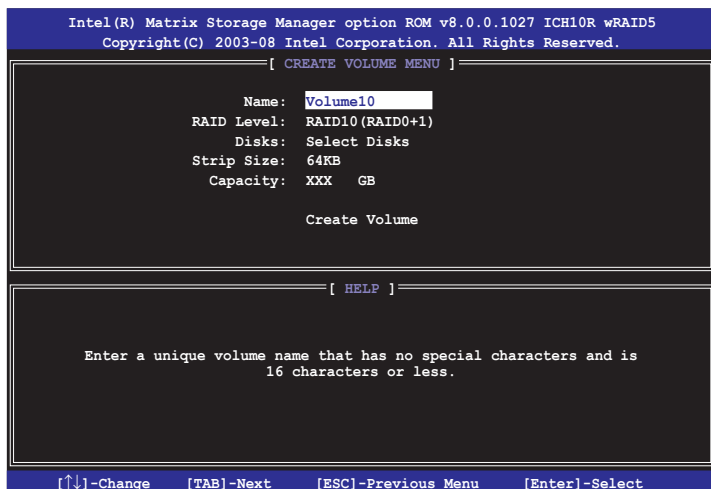 Intel(R) Matrix Storage Manager option ROM v8.0.0.1027 ICH10R wRAID5
Copyright(C) 2003-08 Intel Corporation. All Rights Reserved.
[ CREATE VOLUME MENU ]
Name: Volume10
RAID Level: RAID10(RAID0+1)
Disks: Select Disks
Strip Size: 64KB
Capacity: XXX GB
Create Volume
[ HELP ]
Enter a unique volume name that has no special characters and is
16 characters or less.
[↑↓]-Change [TAB]-Next [ESC]-Previous Menu [Enter]-Select